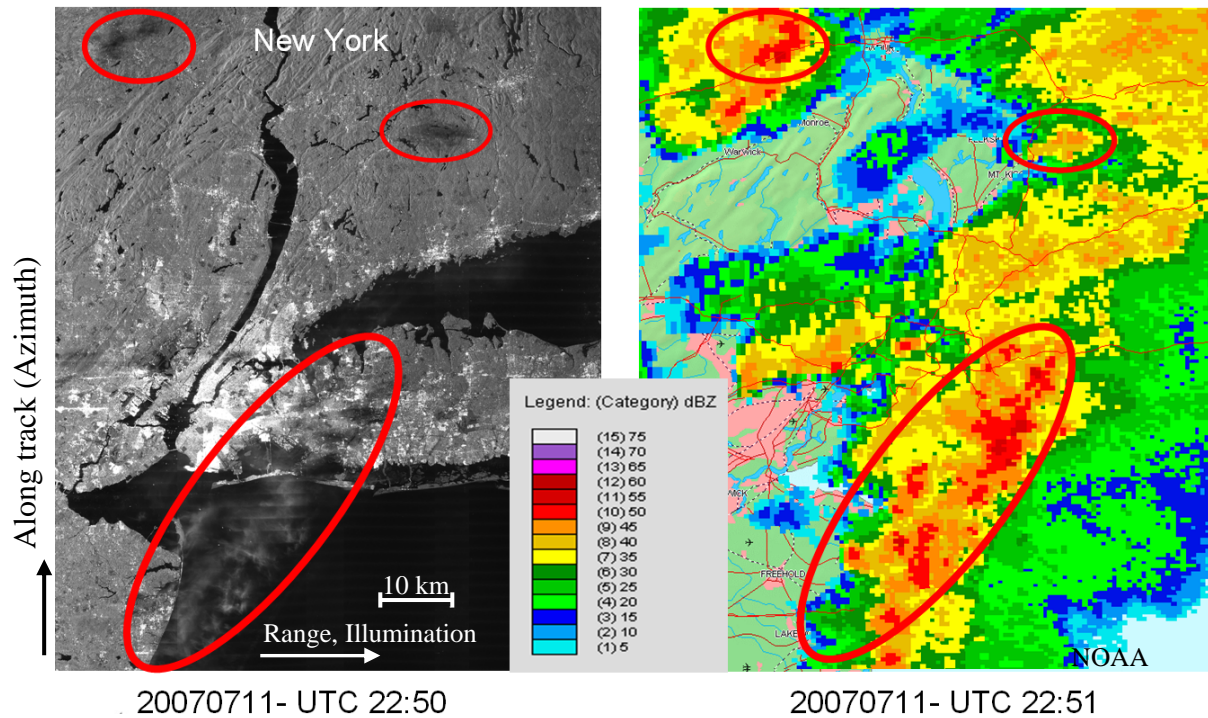 New York
Along track (Azimuth)
10 km
Range, Illumination
20070711- UTC 22:50
Monroe
Warwick
FREEHOLD
NOAA
Legend: (Category) dBZ
(15) 75
(14) 70
(13) 65
(12) 60
(11) 55
(10) 50
(9) 45
(8) 40
(7) 35
(6) 30
(5) 25
(4) 20
(3) 15
(2) 10
(1) 5
20070711- UTC 22:51